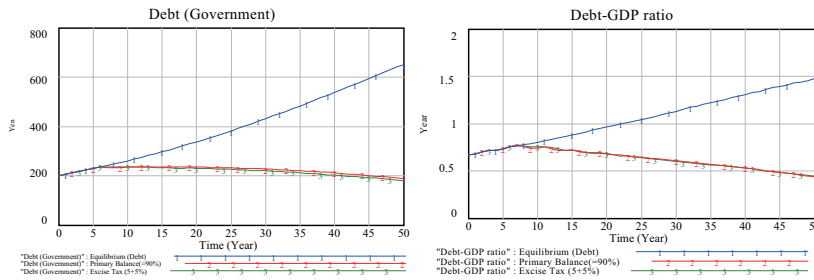 Debt (Government)
800
600
400
200
0
Yen
0 5 10 15 20 25 30 35 40 45 50
Time (Year)
"Debt (Government)" : Equilibrium (Debt)
"Debt (Government)" : Primary Balance(=90%)
"Debt (Government)" : Excise Tax (5+5%)
Debt-GDP ratio
2
1.5
1
0.5
0
Year
0 5 10 15 20 25 30 35 40 45 50
Time (Year)
"Debt-GDP ratio" : Equilibrium (Debt)
"Debt-GDP ratio" : Primary Balance(=90%)
"Debt-GDP ratio" : Excise Tax (5+5%)